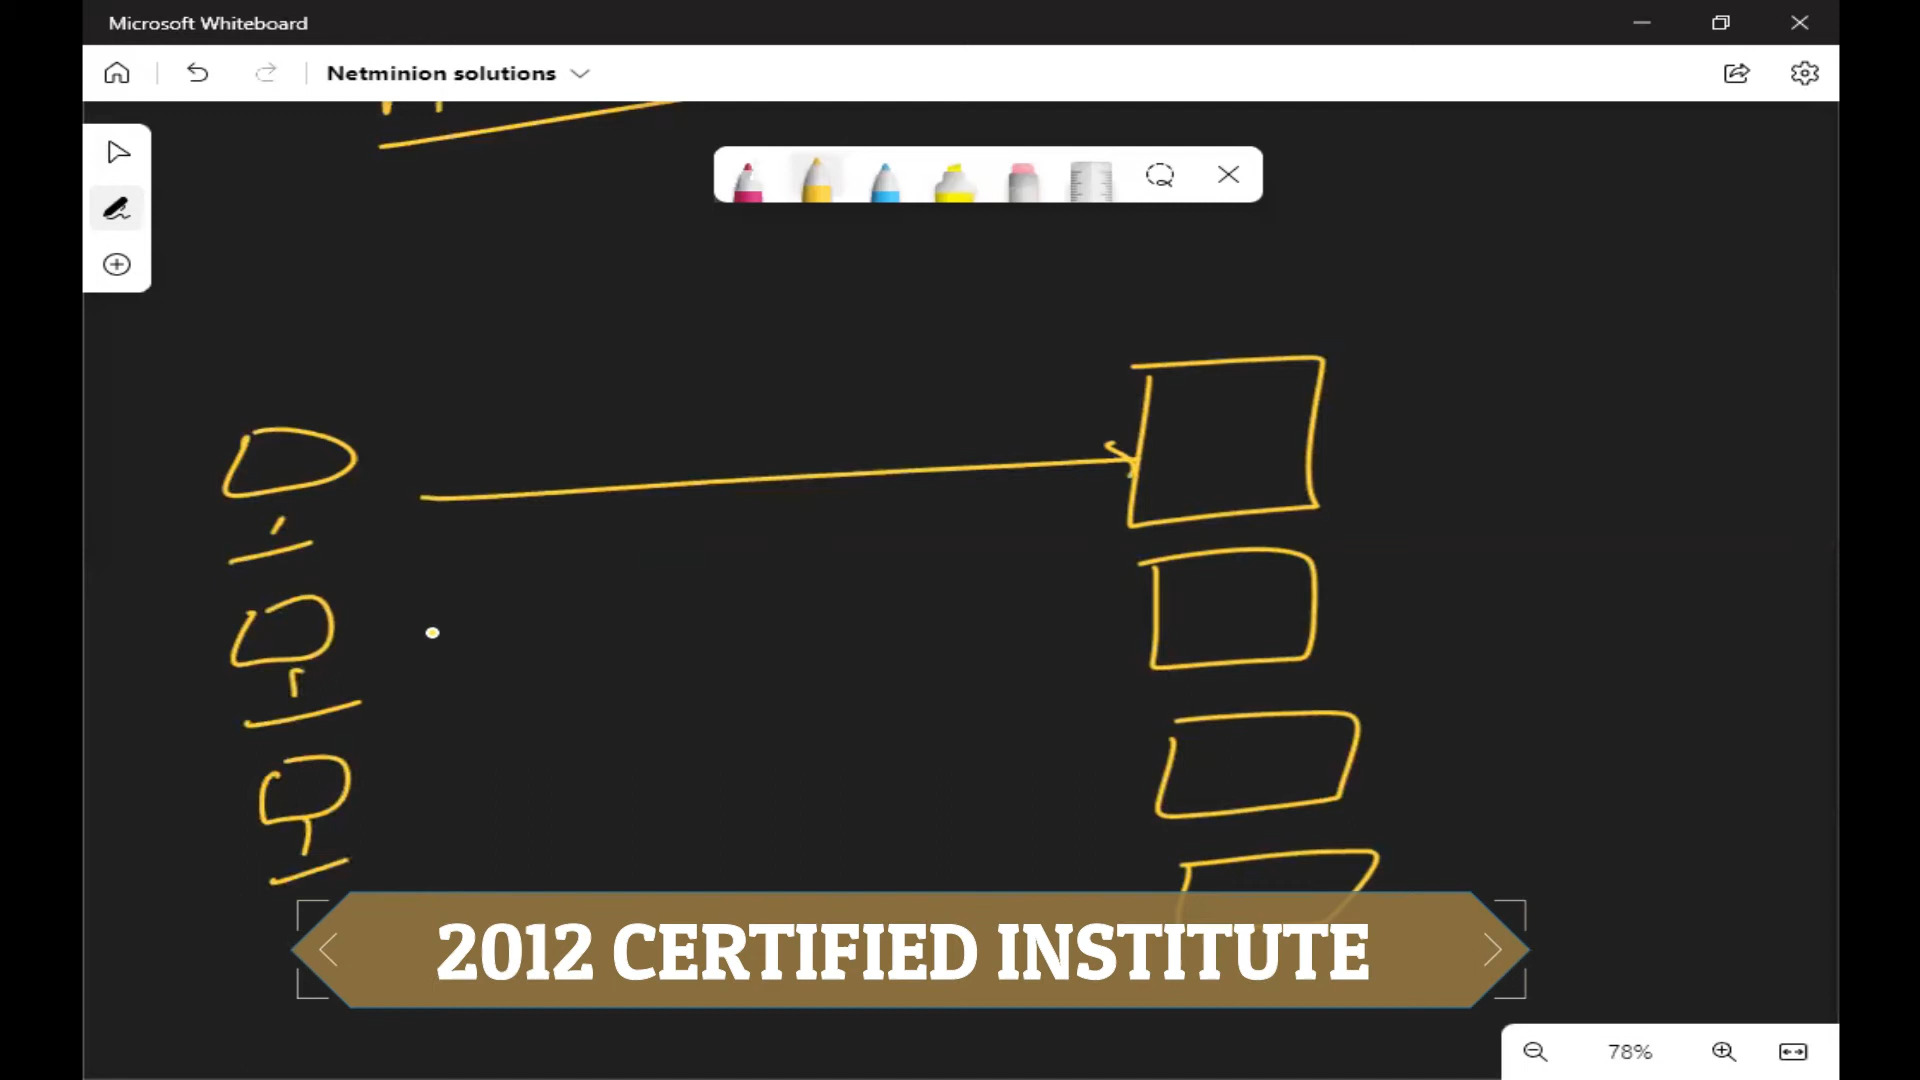 Microsoft Whiteboard
Netminion solutions
2012 CERTIFIED INSTITUTE
78%